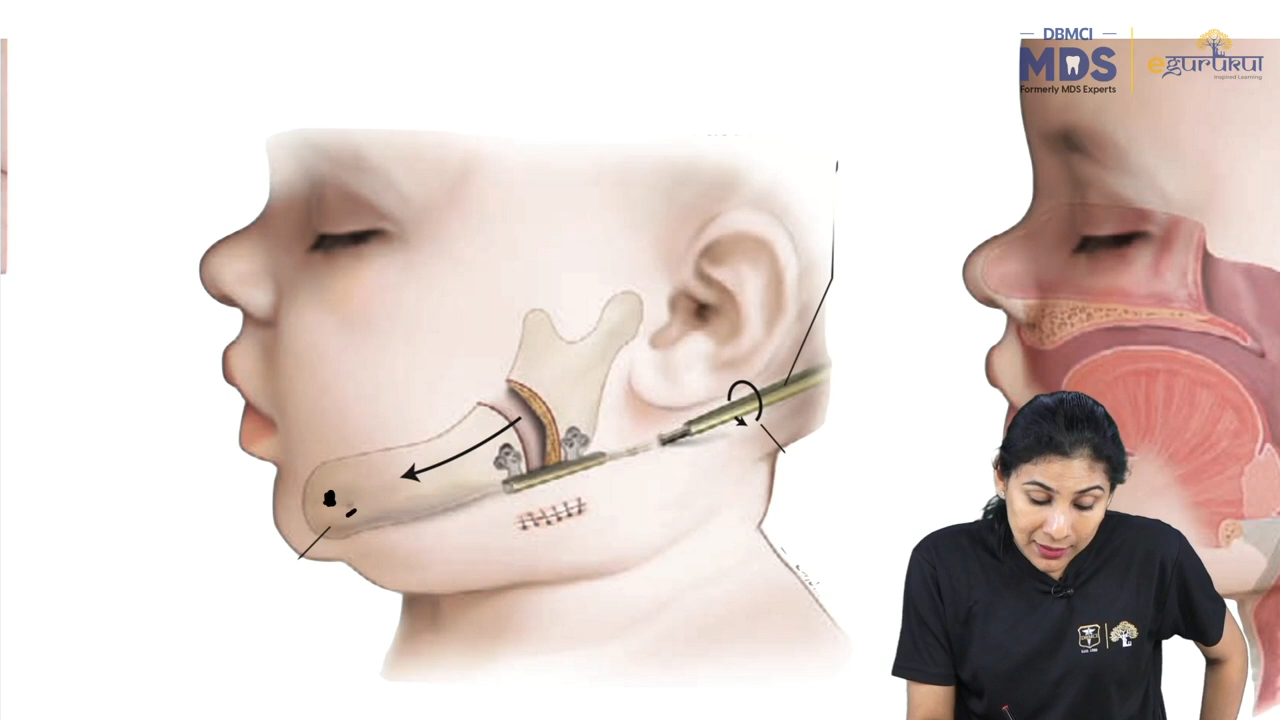 DBMCI
MDS
Formerly MDS Experts
egurukul
Inspired Learning